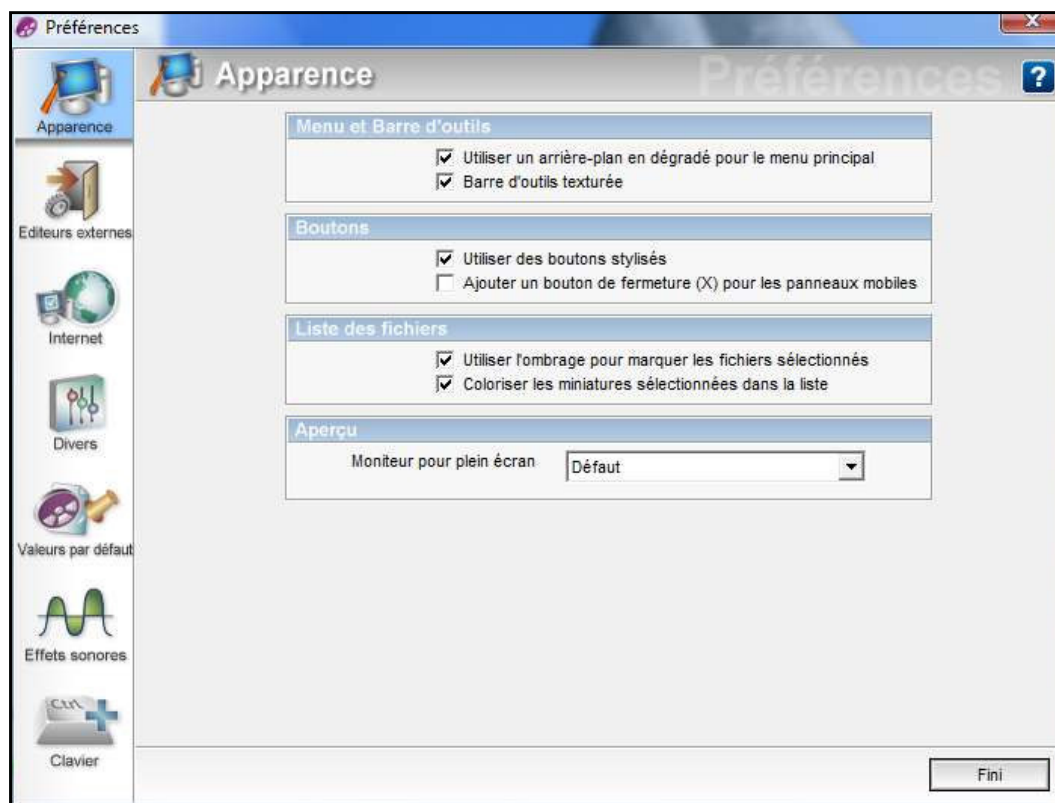 Préférences
X
Apparence
Editeurs externes
Internet
Divers
Valeurs par défaut
Effets sonores
Ctrl
Clavier
Apparence
Préférences
?
Menu et Barre d'outils
Utiliser un arrière-plan en dégradé pour le menu principal
Barre d'outils texturée
Boutons
Utiliser des boutons stylisés
Ajouter un bouton de fermeture (X) pour les panneaux mobiles
Liste des fichiers
Utiliser l'ombrage pour marquer les fichiers sélectionnés
Coloriser les miniatures sélectionnées dans la liste
Aperçu
Moniteur pour plein écran
Défaut
Fini